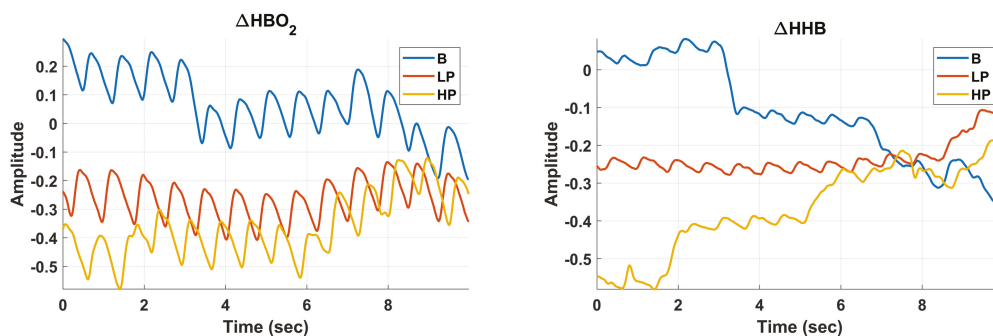 ΔHBO₂
Amplitude
0.2
0.1
0
-0.1
-0.2
-0.3
-0.4
-0.5
B
LP
HP
0 2 4 6 8
Time (sec)
ΔHHB
Amplitude
0
-0.1
-0.2
-0.3
-0.4
-0.5
B
LP
HP
0 2 4 6 8
Time (sec)